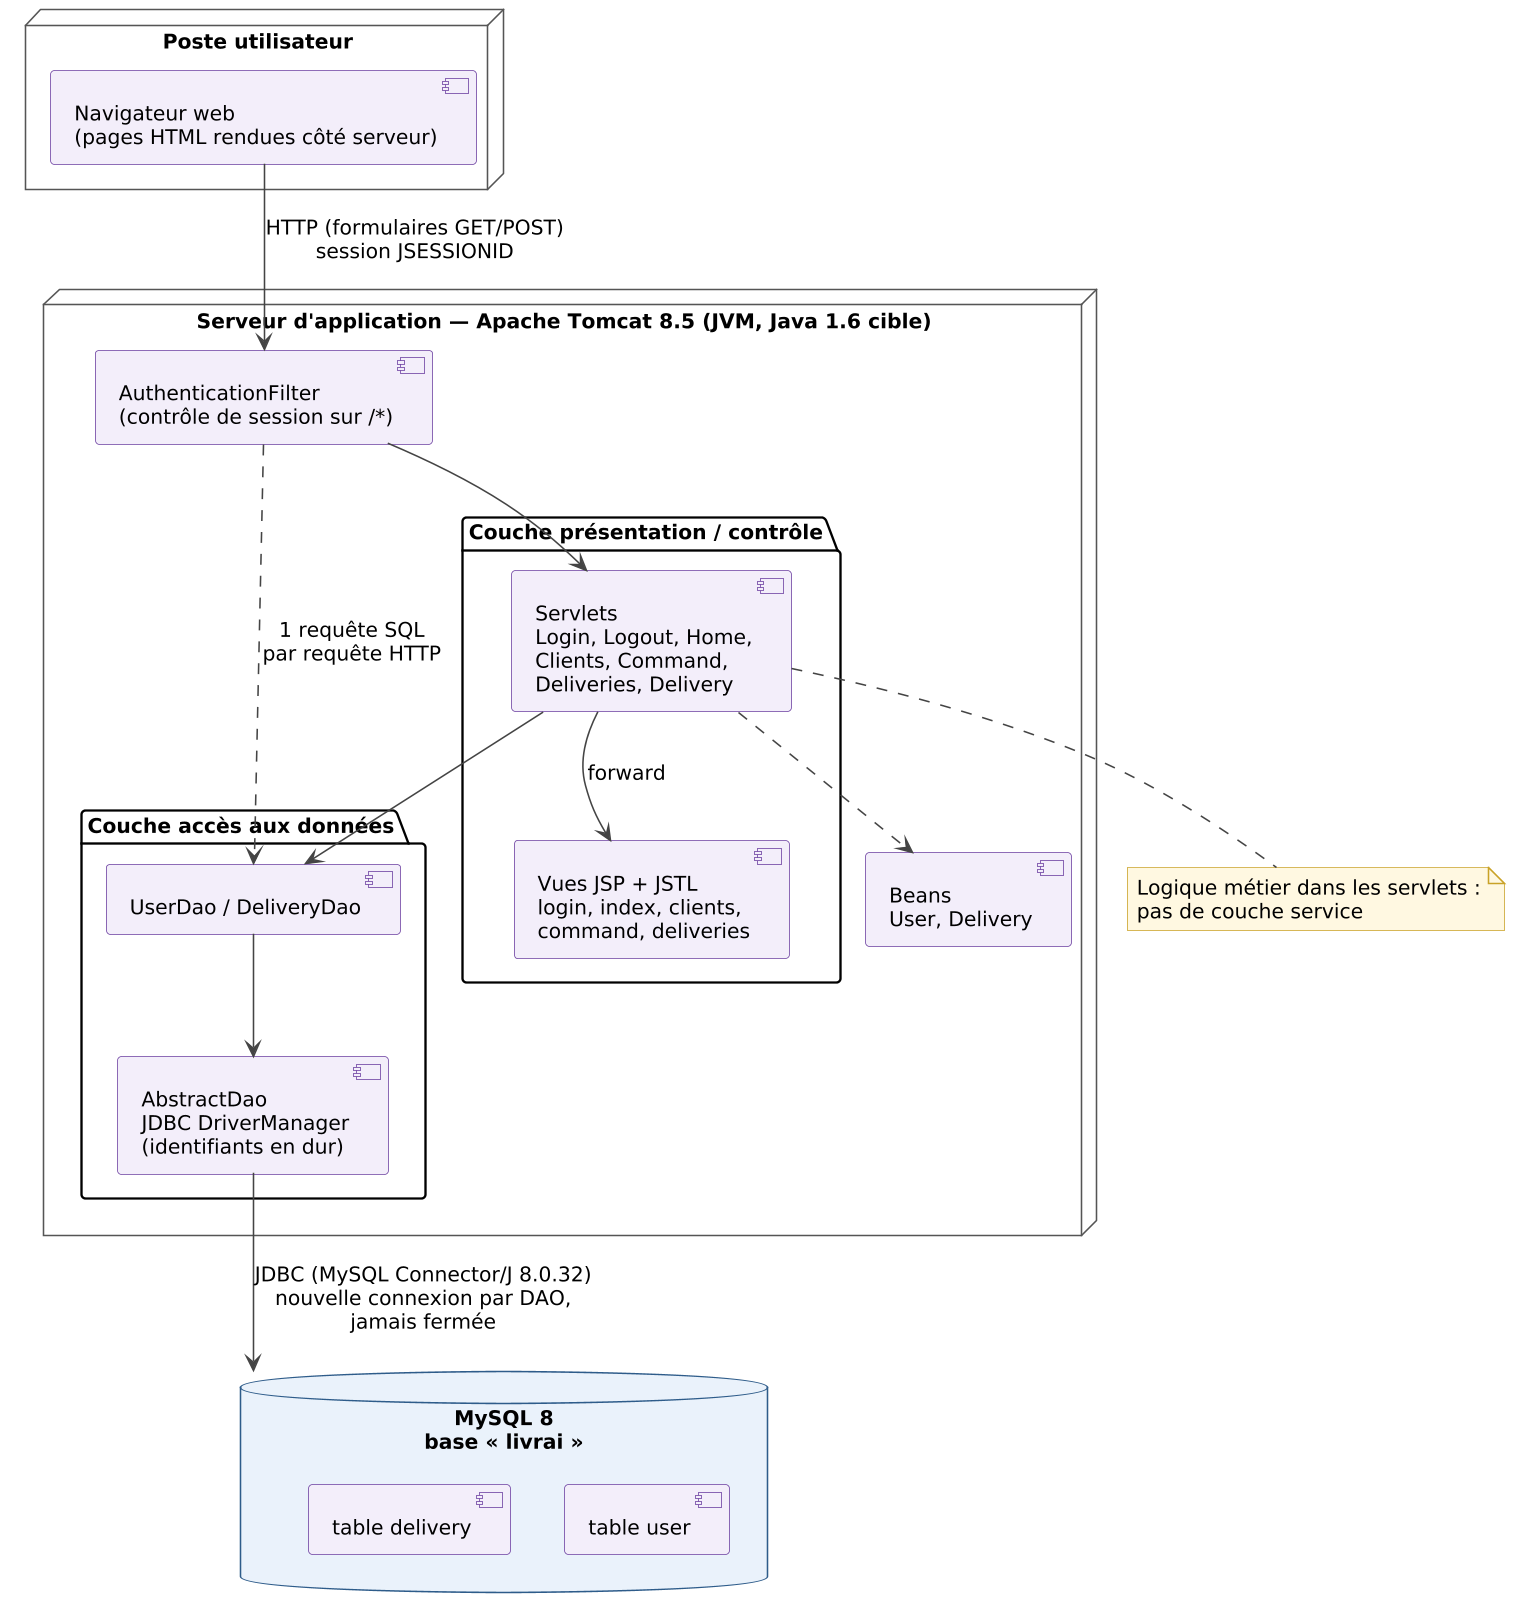 Poste utilisateur
Navigateur web
(pages HTML rendues côté serveur)
HTTP (formulaires GET/POST)
session JSESSIONID
Serveur d'application — Apache Tomcat 8.5 (JVM, Java 1.6 cible)
AuthenticationFilter
(contrôle de session sur /*)
Couche présentation / contrôle
Servlets
Login, Logout, Home,
Clients, Command,
Deliveries, Delivery
1 requête SQL
par requête HTTP
forward
Couche accès aux données
UserDao / DeliveryDao
Vues JSP + JSTL
login, index, clients,
command, deliveries
Beans
User, Delivery
Logique métier dans les servlets :
pas de couche service
AbstractDao
JDBC DriverManager
(identifiants en dur)
JDBC (MySQL Connector/J 8.0.32)
nouvelle connexion par DAO,
jamais fermée
MySQL 8
base « livrai »
table delivery
table user